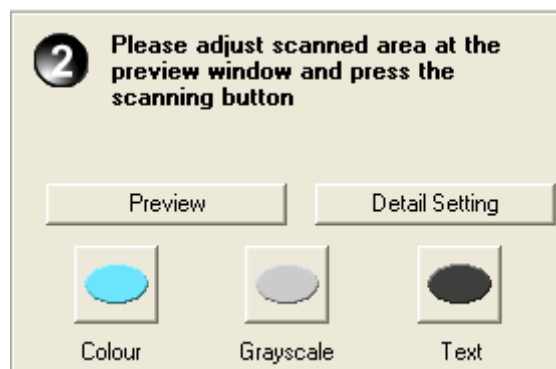 2 Please adjust scanned area at the
preview window and press the
scanning button
Preview Detail Setting
Colour Grayscale Text